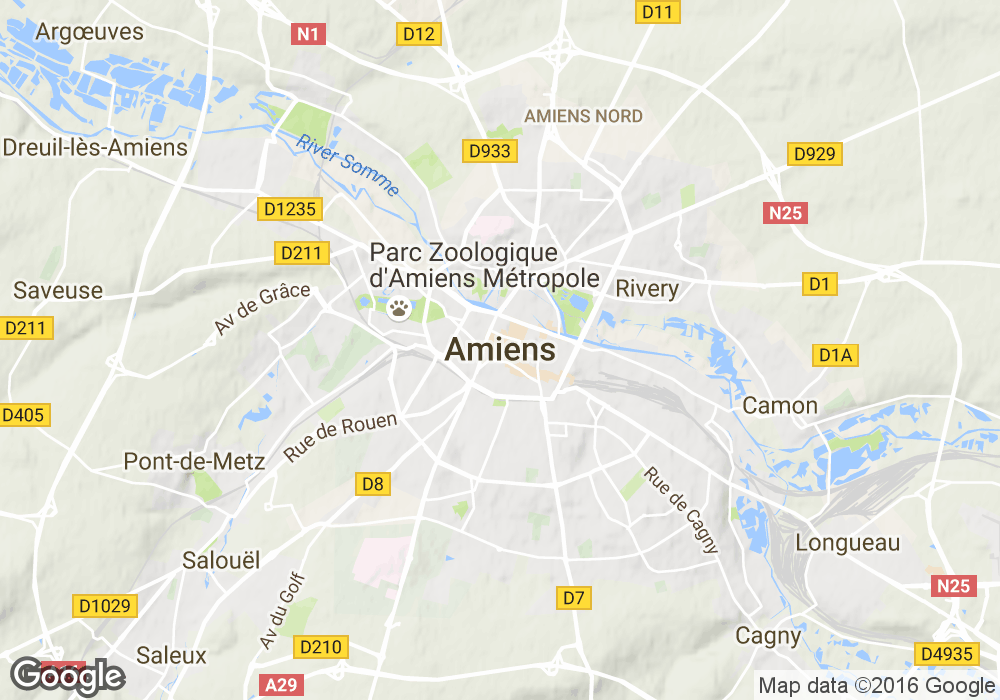 D11
Argœuves
N1
D12
AMIENS NORD
Dreuil-lès-Amiens
River Somme
D933
D929
D1235
N25
D211
Parc Zoologique
d'Amiens Métropole
Saveuse
Av de Grâce
Rivery
D1
D211
Amiens
D1A
D405
Camon
Rue de Rouen
Pont-de-Metz
D8
Rue de Cagny
Salouël
Longueau
Av du Golf
D1029
D7
N25
Cagny
D210
Saleux
D4935
Google
A29
Map data ©2016 Google